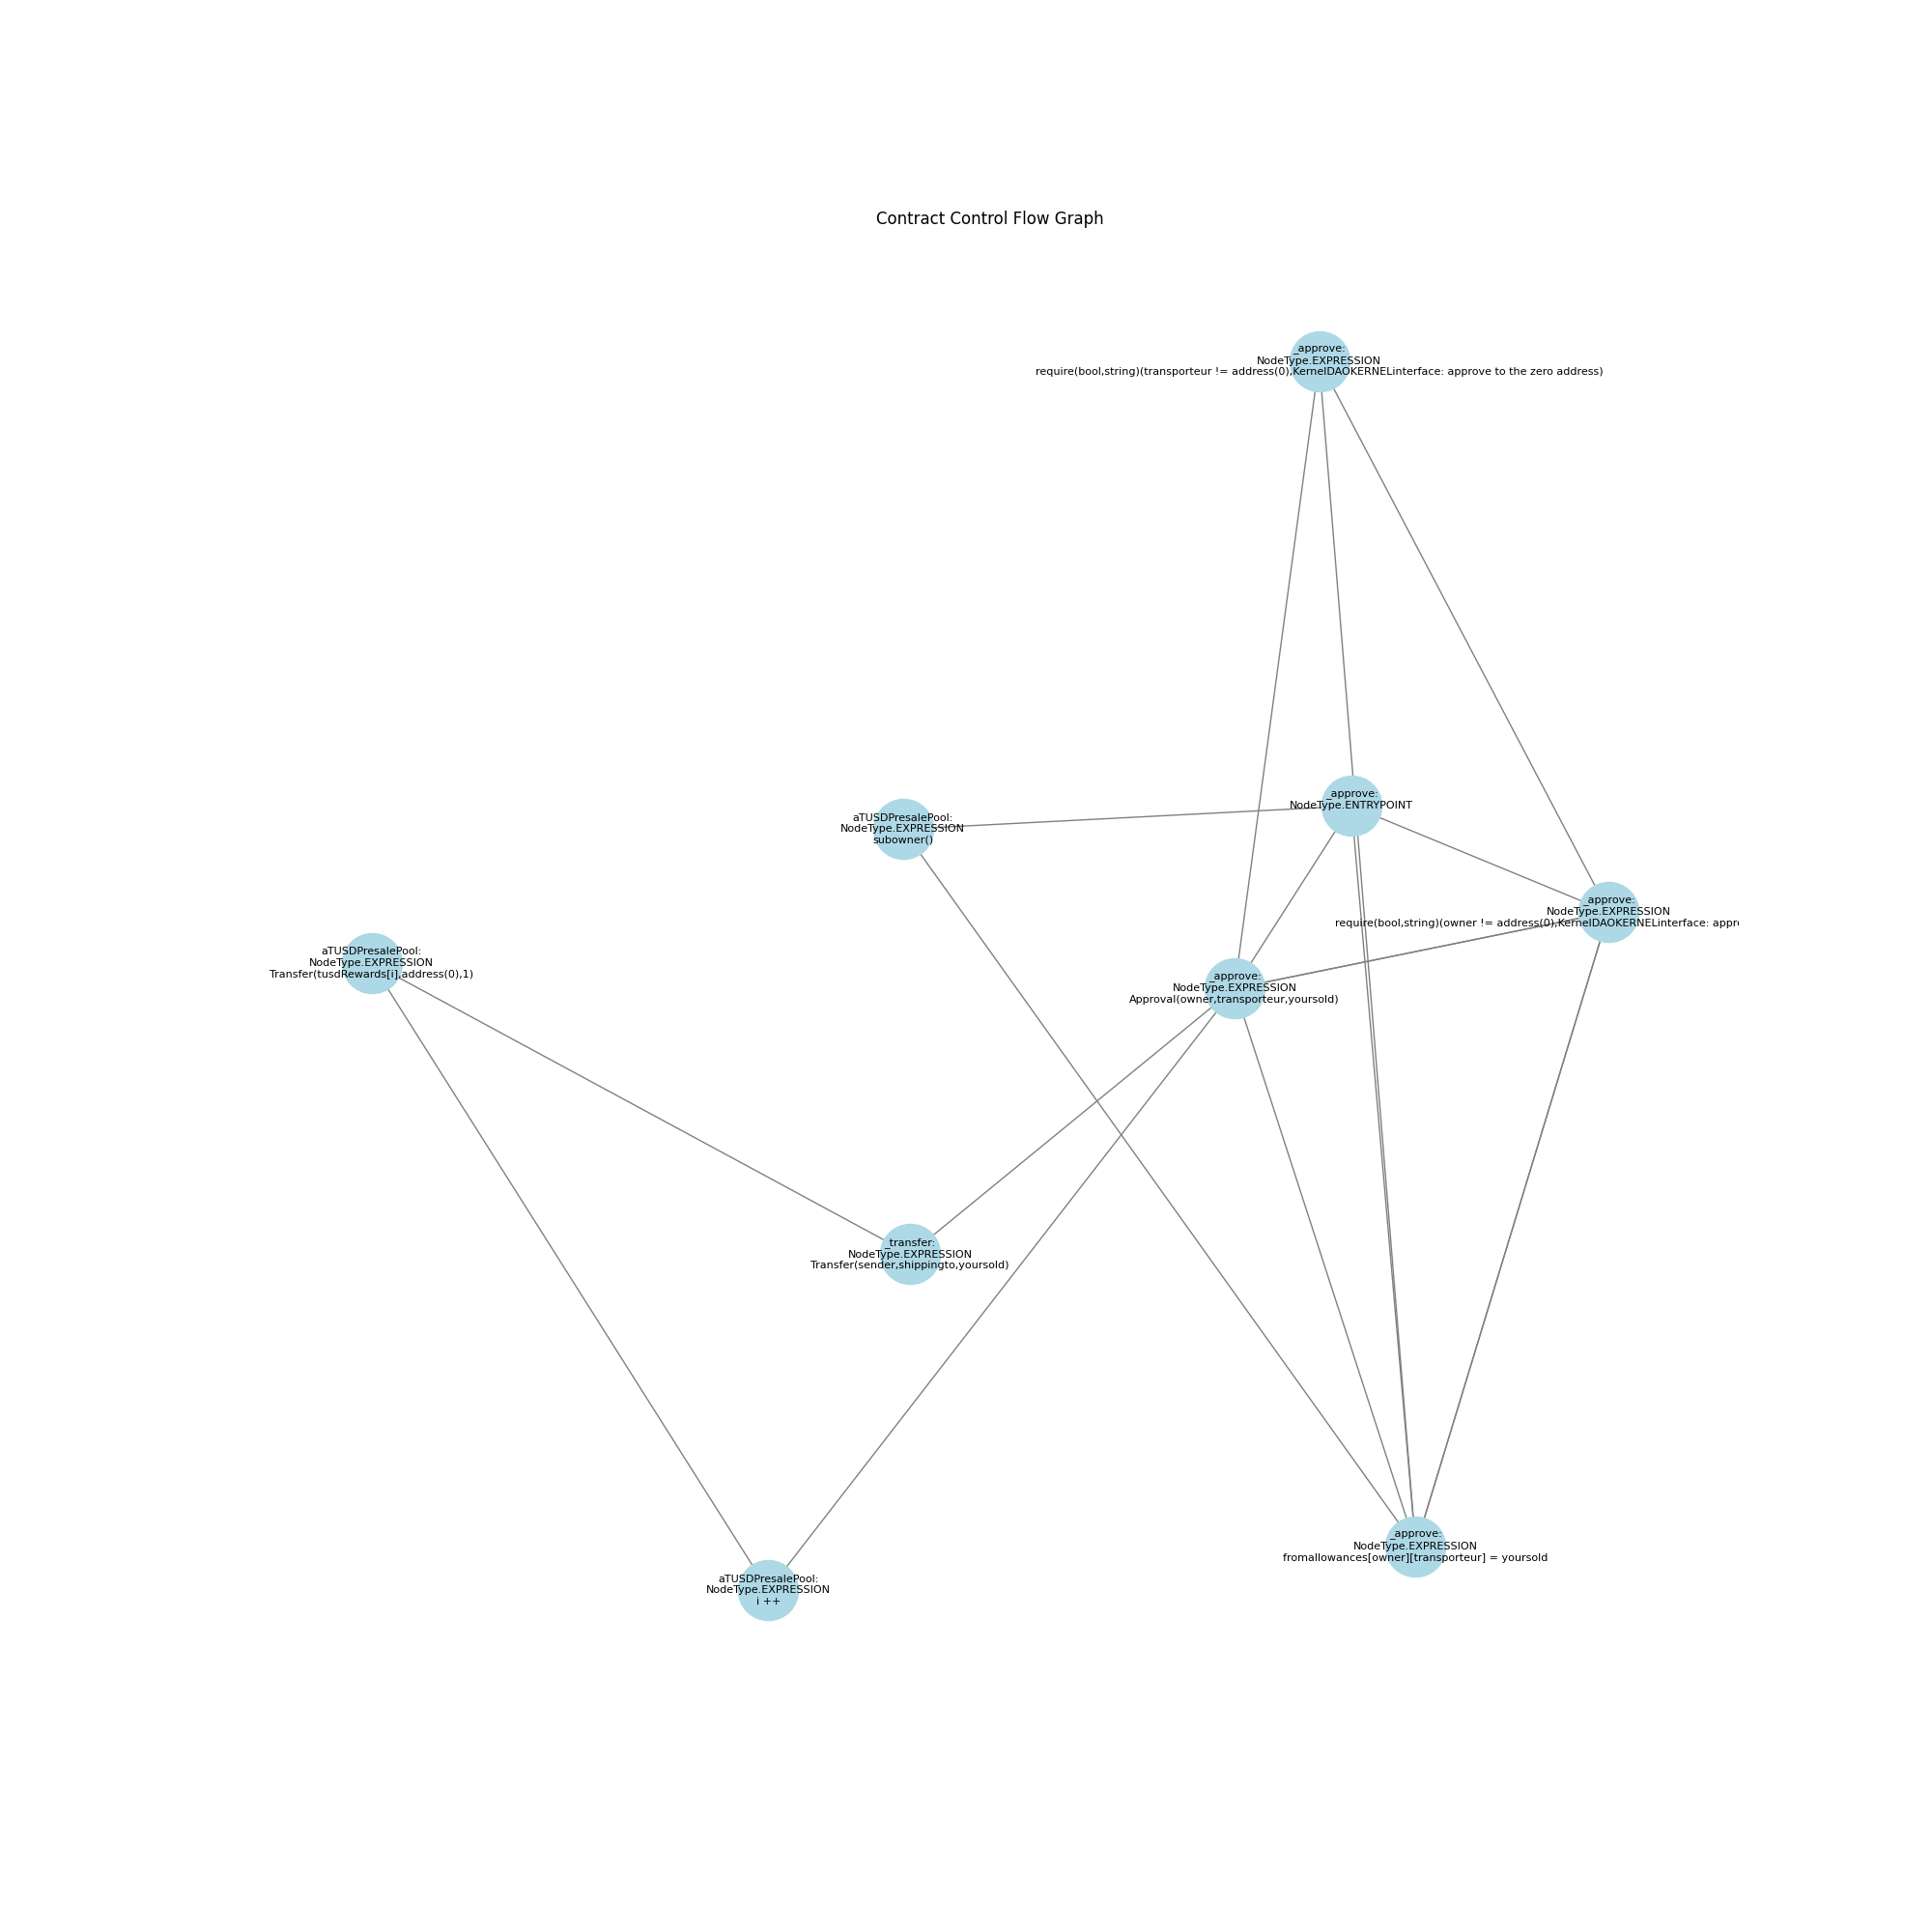 Contract Control Flow Graph
_approve:
NodeType.EXPRESSION
require(bool,string)(transporteur != address(0),KernelDAOKERNELinterface: approve to the zero address)
_approve:
NodeType.ENTRYPOINT
aTUSDPresalePool:
NodeType.EXPRESSION
subowner()
_approve:
NodeType.EXPRESSION
require(bool,string)(owner != address(0),KernelDAOKERNELinterface: appr
aTUSDPresalePool:
NodeType.EXPRESSION
Transfer(tusdRewards[i],address(0),1)
_approve:
NodeType.EXPRESSION
Approval(owner,transporteur,yoursold)
_transfer:
NodeType.EXPRESSION
Transfer(sender,shippingto,yoursold)
_approve:
NodeType.EXPRESSION
fromallowances[owner][transporteur] = yoursold
aTUSDPresalePool:
NodeType.EXPRESSION
i ++